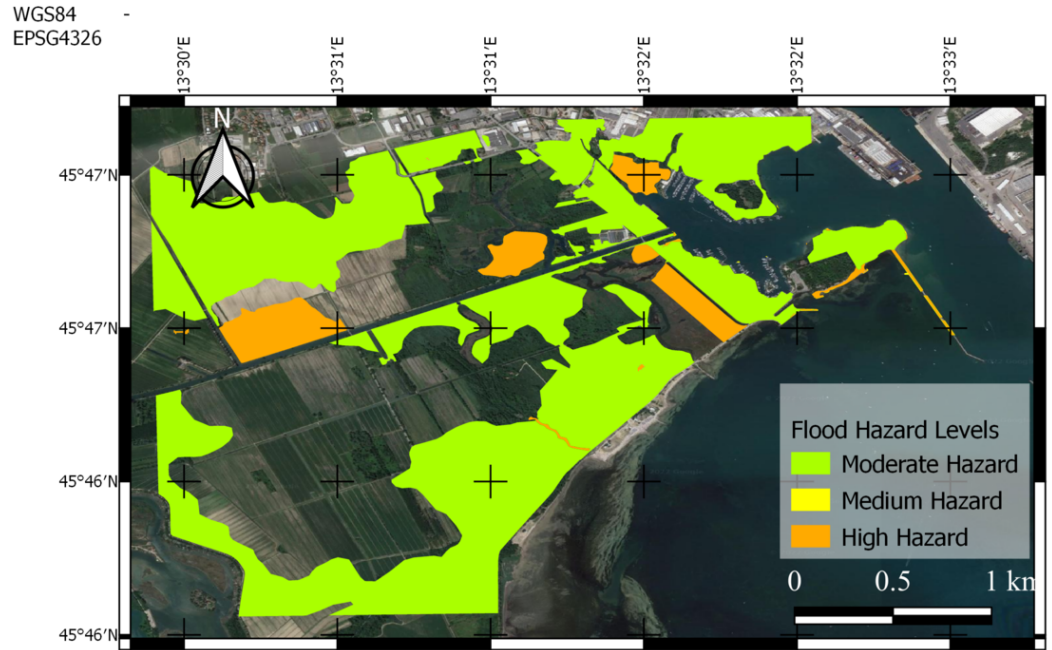 WGS84 -
EPSG4326
13°30'E 13°31'E 13°31'E 13°32'E 13°32'E 13°33'E
N
45°47'N
45°47'N
45°46'N
45°46'N
Flood Hazard Levels
Moderate Hazard
Medium Hazard
High Hazard
0 0.5 1 km